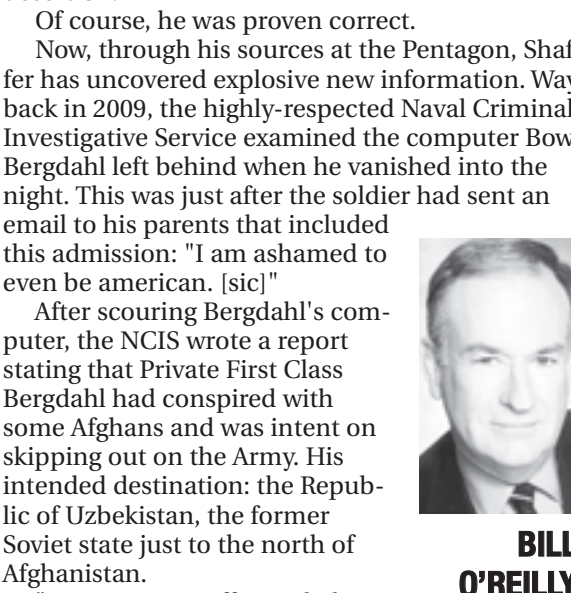 Of course, he was proven correct.
Now, through his sources at the Pentagon, Shaf
fer has uncovered explosive new information. Way
back in 2009, the highly-respected Naval Criminal
Investigative Service examined the computer Bow
Bergdahl left behind when he vanished into the
night. This was just after the soldier had sent an
email to his parents that included
this admission: "I am ashamed to
even be american. [sic]"
After scouring Bergdahl's com-
puter, the NCIS wrote a report
stating that Private First Class
Bergdahl had conspired with
some Afghans and was intent on
skipping out on the Army. His
intended destination: the Repub-
lic of Uzbekistan, the former
Soviet state just to the north of
Afghanistan.
BILL
O'REILLY